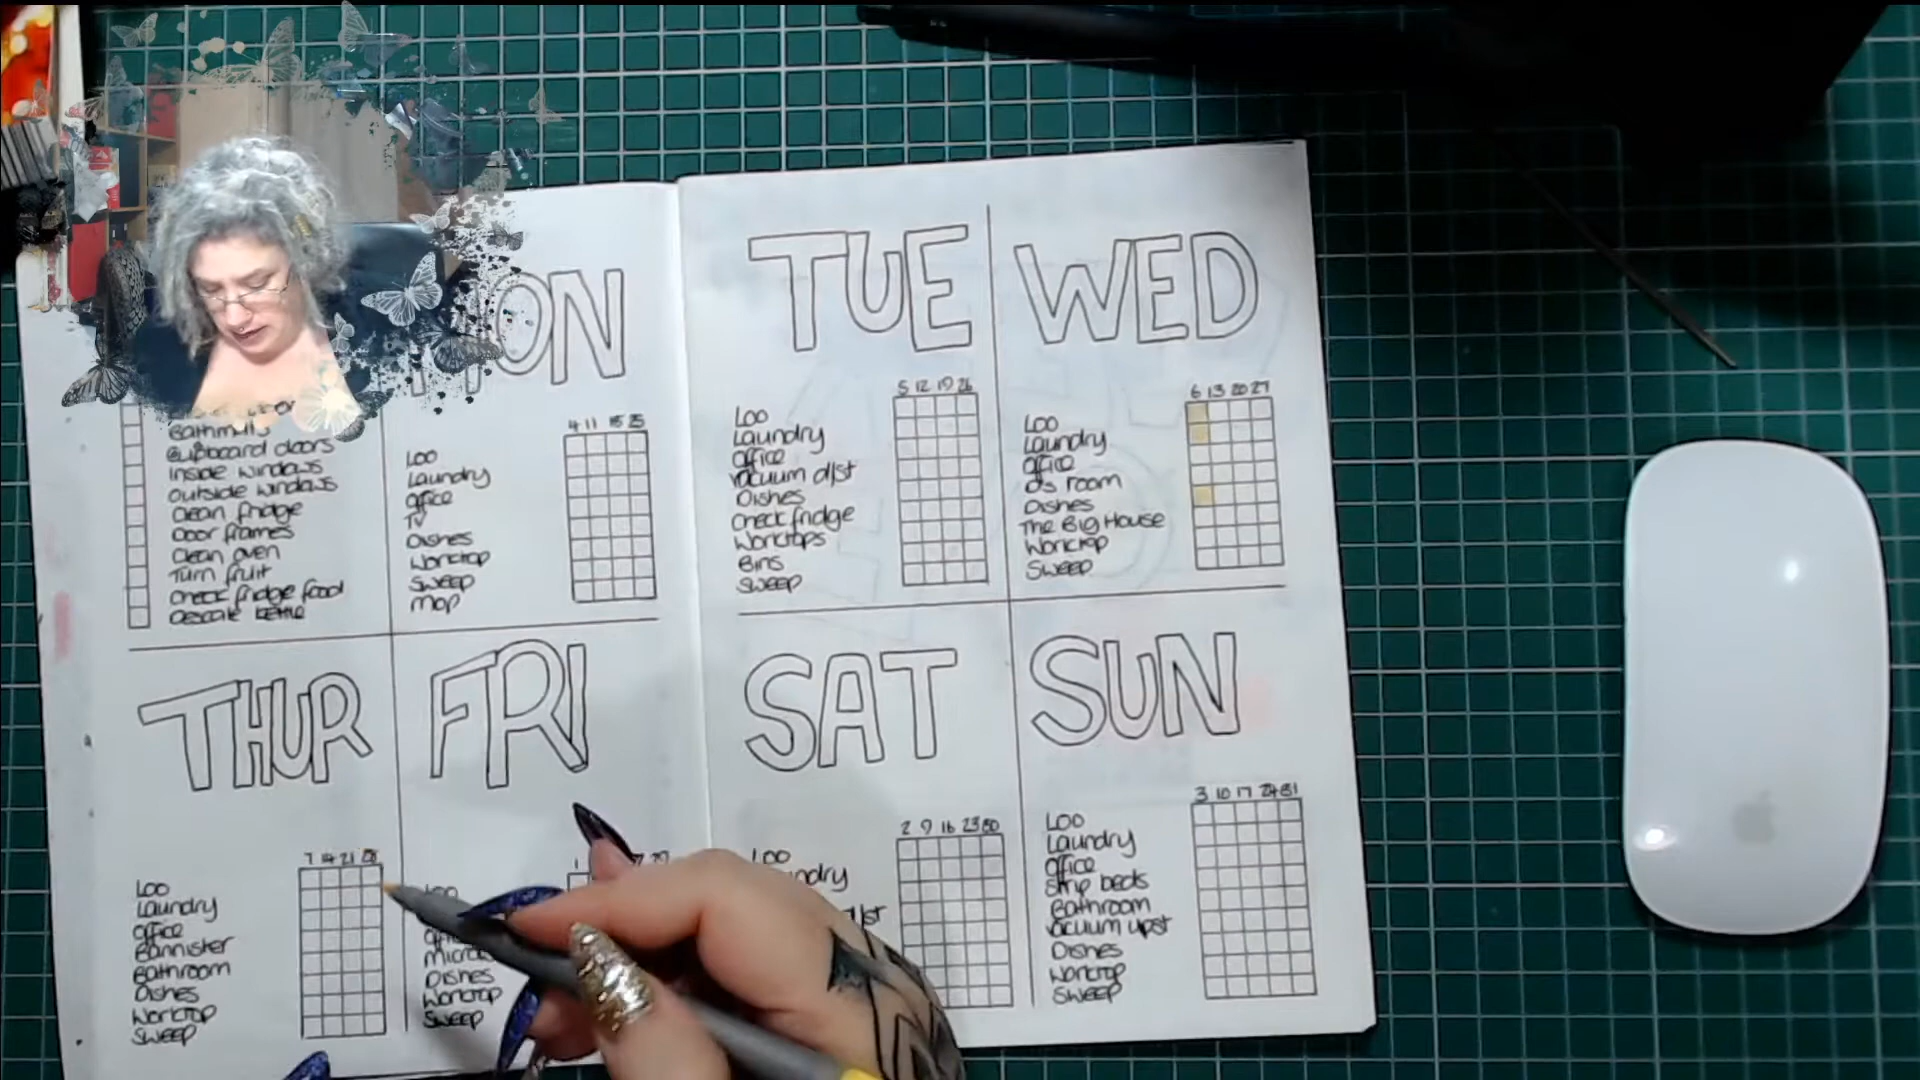 Bathmats
Cupboard doors
Inside windows
Outside windows
Clean fridge
Door frames
Clean oven
Turn fruit
Check fridge food
Descale kettle
MON
4 11 18 25
Loo
Laundry
Office
TV
Dishes
Worktop
Sweep
Mop
TUE
5 12 19 26
Loo
Laundry
Office
Vacuum d/st
Dishes
Check fridge
Worktops
Bins
Sweep
WED
6 13 20 27
Loo
Laundry
Office
D's room
Dishes
The Big House
Worktop
Sweep
THUR
7 14 21 28
Loo
Laundry
Office
Bannister
Bathroom
Dishes
Worktop
Sweep
FRI
1
29
Loo
Dishes
Worktop
Sweep
SAT
2 9 16 23 30
Loo
SUN
3 10 17 24 31
Loo
Laundry
Office
Strip beds
Bathroom
Vacuum upst
Dishes
Worktop
Sweep